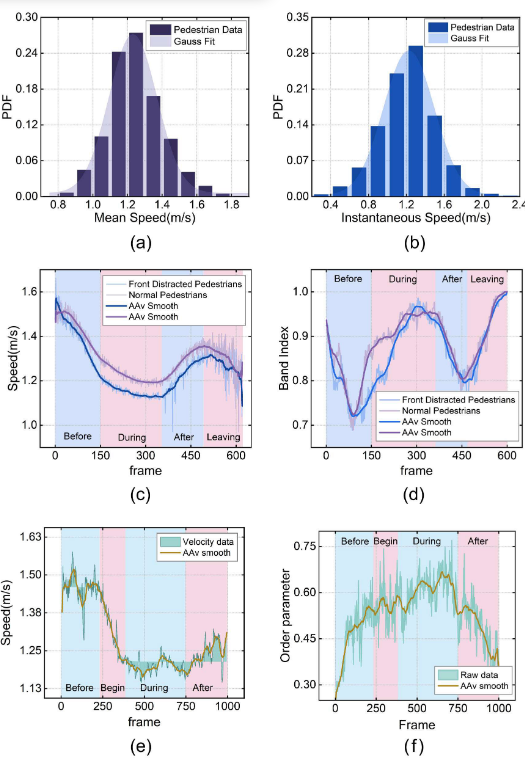 0.30
0.24
0.18
0.12
0.06
0.00
PDF
Pedestrian Data
Gauss Fit
0.8 1.0 1.2 1.4 1.6 1.8
Mean Speed(m/s)
(a)
0.35
0.28
0.21
0.14
0.07
0.00
PDF
Pedestrian Data
Gauss Fit
0.4 0.8 1.2 1.6 2.0 2.4
Instantaneous Speed(m/s)
(b)
1.6
1.4
1.2
1.0
Speed(m/s)
Front Distracted Pedestrians
Normal Pedestrians
AAv Smooth
AAv Smooth
Before During After Leaving
0 150 300 450 600
frame
(c)
Before During After Leaving
1.0
0.9
0.8
0.7
Band Index
Front Distracted Pedestrians
Normal Pedestrians
AAv Smooth
AAv Smooth
0 150 300 450 600
frame
(d)
1.63
1.50
1.38
1.25
1.13
Speed(m/s)
Velocity data
AAv smooth
Before Begin During After
0 250 500 750 1000
frame
(e)
Before Begin During After
0.75
0.60
0.45
0.30
Order parameter
Raw data
AAv smooth
0 250 500 750 1000
Frame
(f)